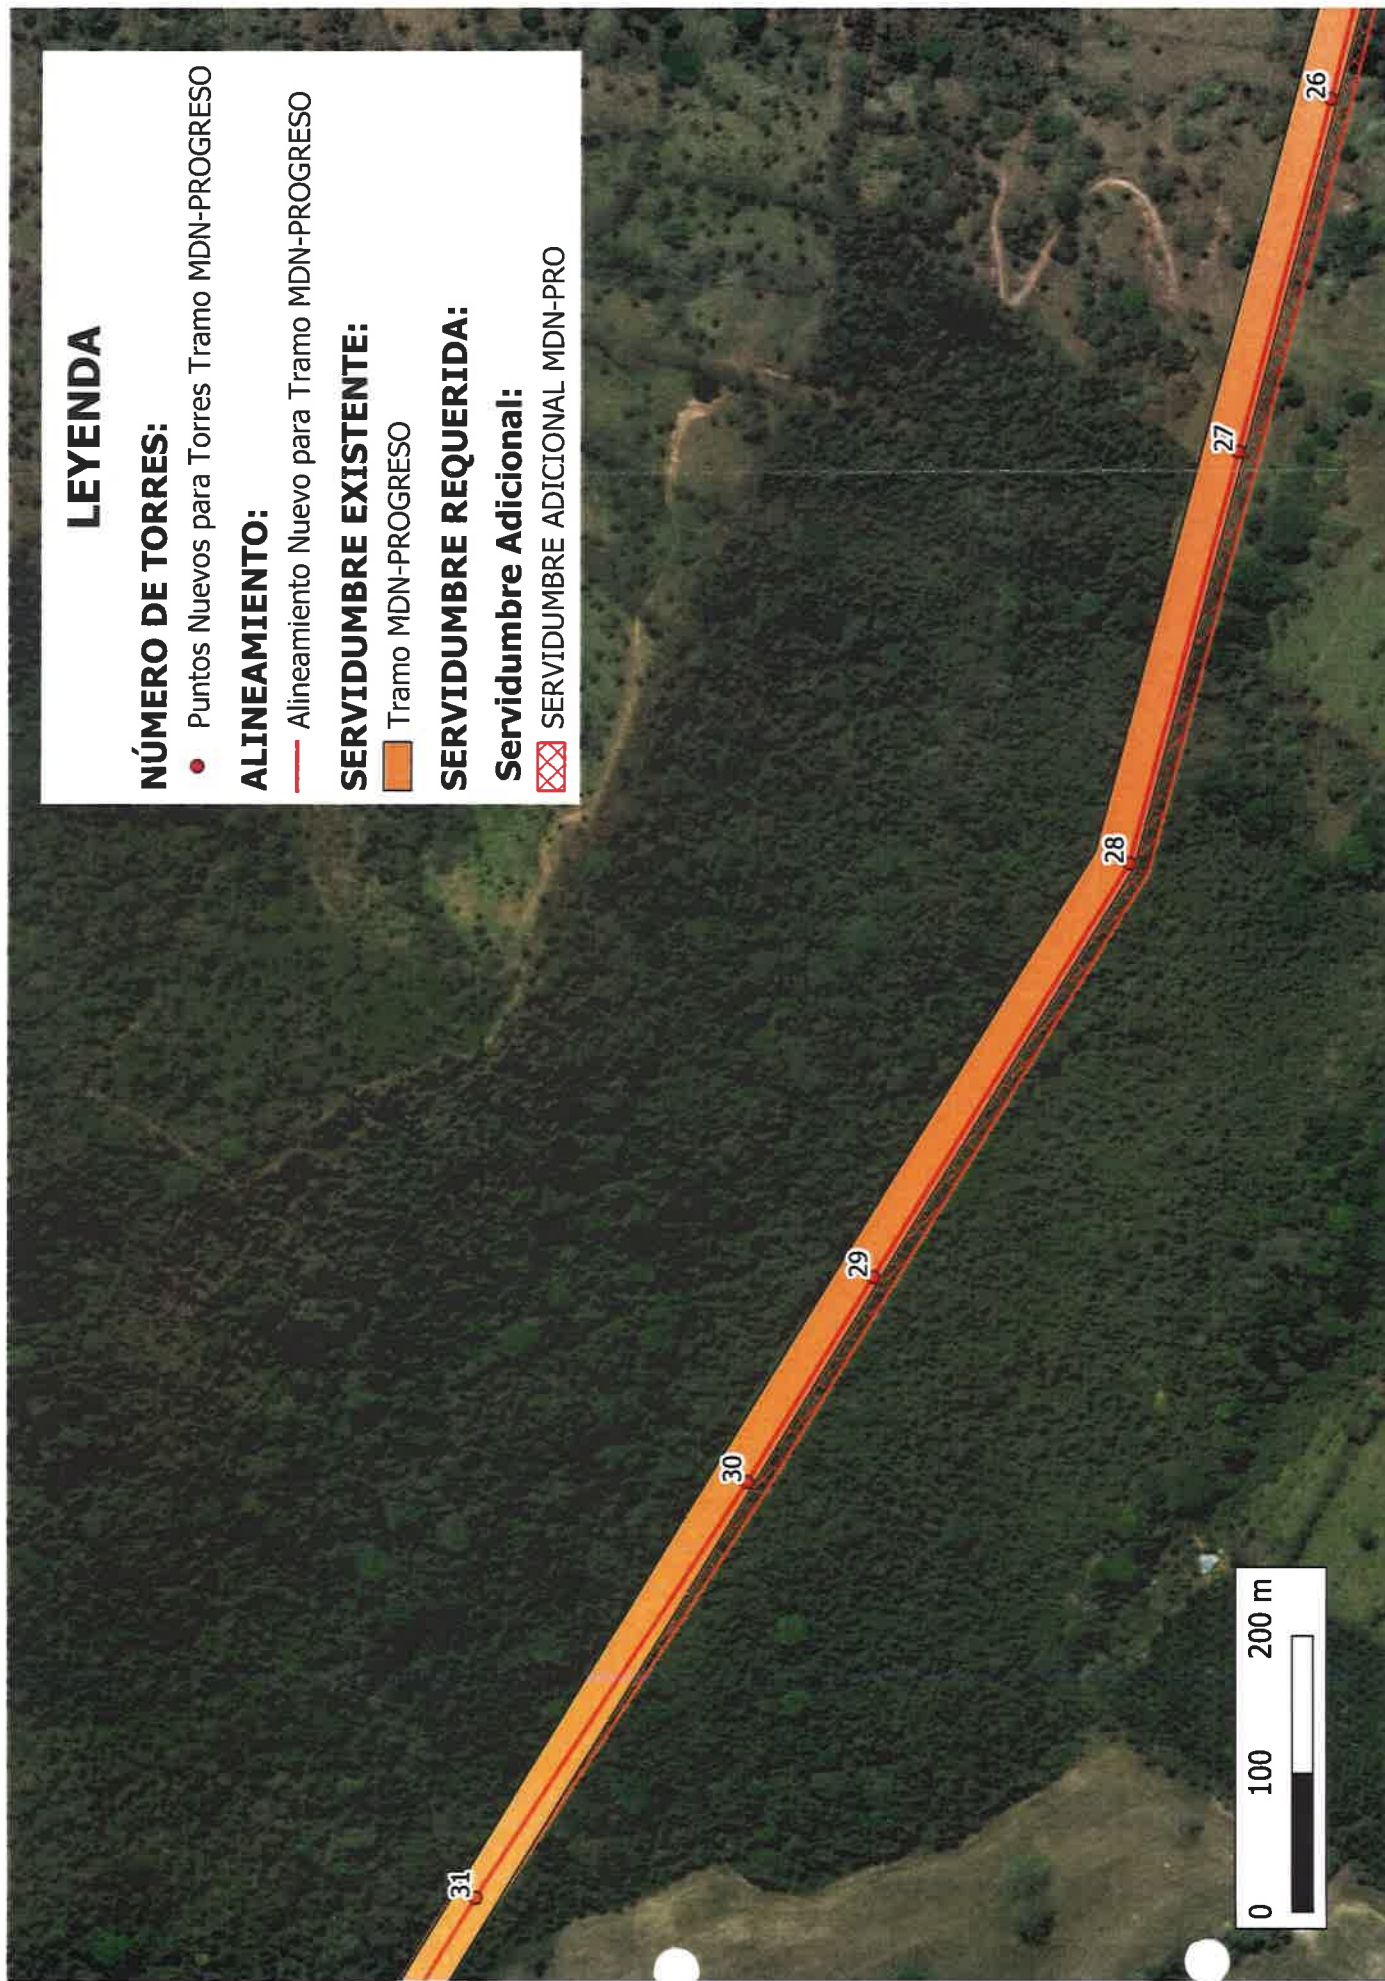 LEYENDA
NÚMERO DE TORRES:
Puntos Nuevos para Torres Tramo MDN-PROGRESO
ALINEAMIENTO:
Alineamiento Nuevo para Tramo MDN-PROGRESO
SERVIDUMBRE EXISTENTE:
Tramo MDN-PROGRESO
SERVIDUMBRE REQUERIDA:
Servidumbre Adicional:
SERVIDUMBRE ADICIONAL MDN-PRO
31
30
29
28
27
26
0 100 200 m